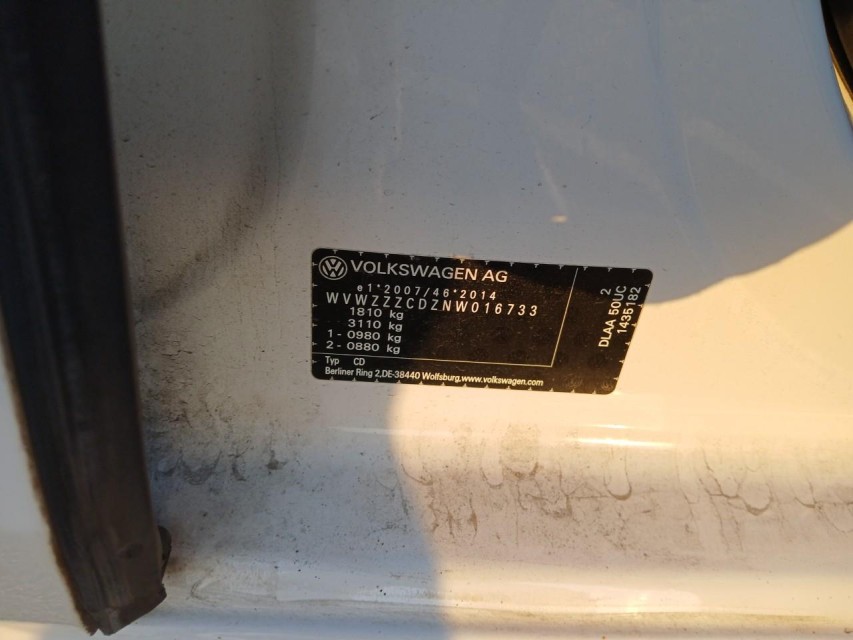 VOLKSWAGEN AG
e1*2007/46*2014
WVWZZZCDZNW016733
1810 kg
3110 kg
1 - 0980 kg
2 - 0880 kg
Typ CD
Berliner Ring 2,DE-38440 Wolfsburg,www.volkswagen.com
2
DLAA 50UC
1435182